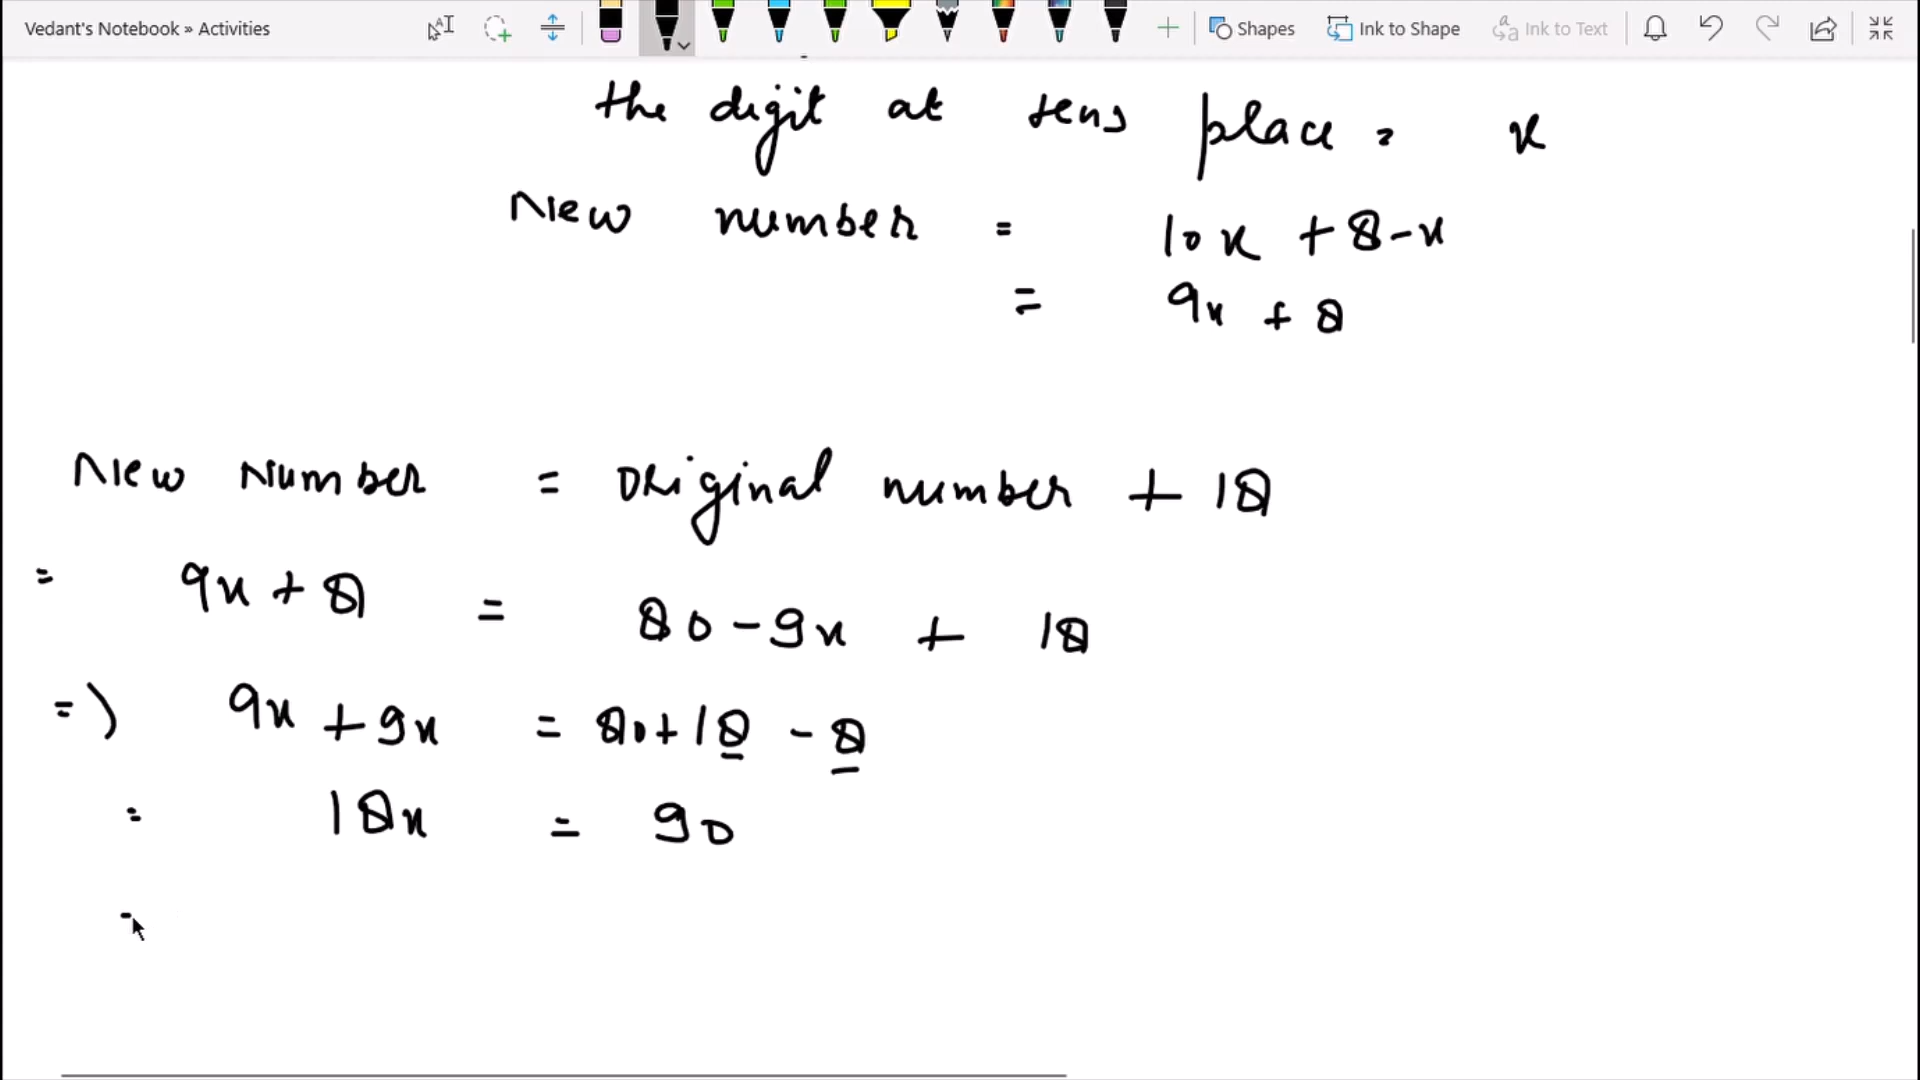 Vedant's Notebook » Activities
Shapes
Ink to Shape
Ink to Text
the digit at tens place = x
New number = 10x + 8-x
= 9x + 8
New Number = original number + 18
= 9x + 8 = 80 - 9x + 18
=) 9x + 9x = 80 + 18 - 8
= 18x = 90
-